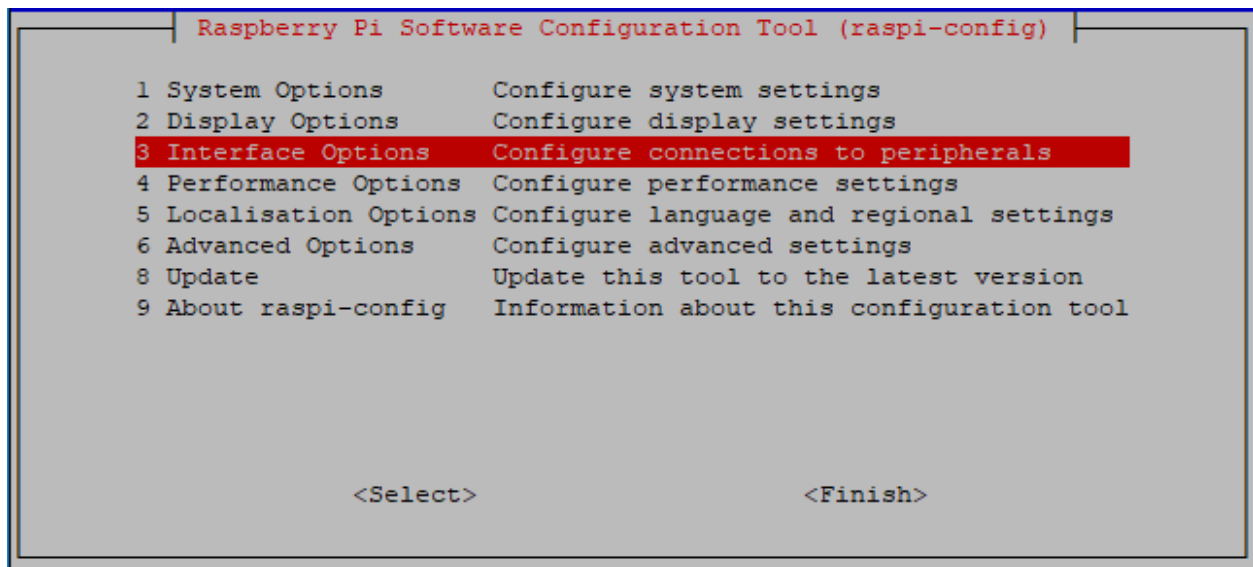 Raspberry Pi Software Configuration Tool (raspi-config)
1 System Options Configure system settings
2 Display Options Configure display settings
3 Interface Options Configure connections to peripherals
4 Performance Options Configure performance settings
5 Localisation Options Configure language and regional settings
6 Advanced Options Configure advanced settings
8 Update Update this tool to the latest version
9 About raspi-config Information about this configuration tool
<Select> <Finish>